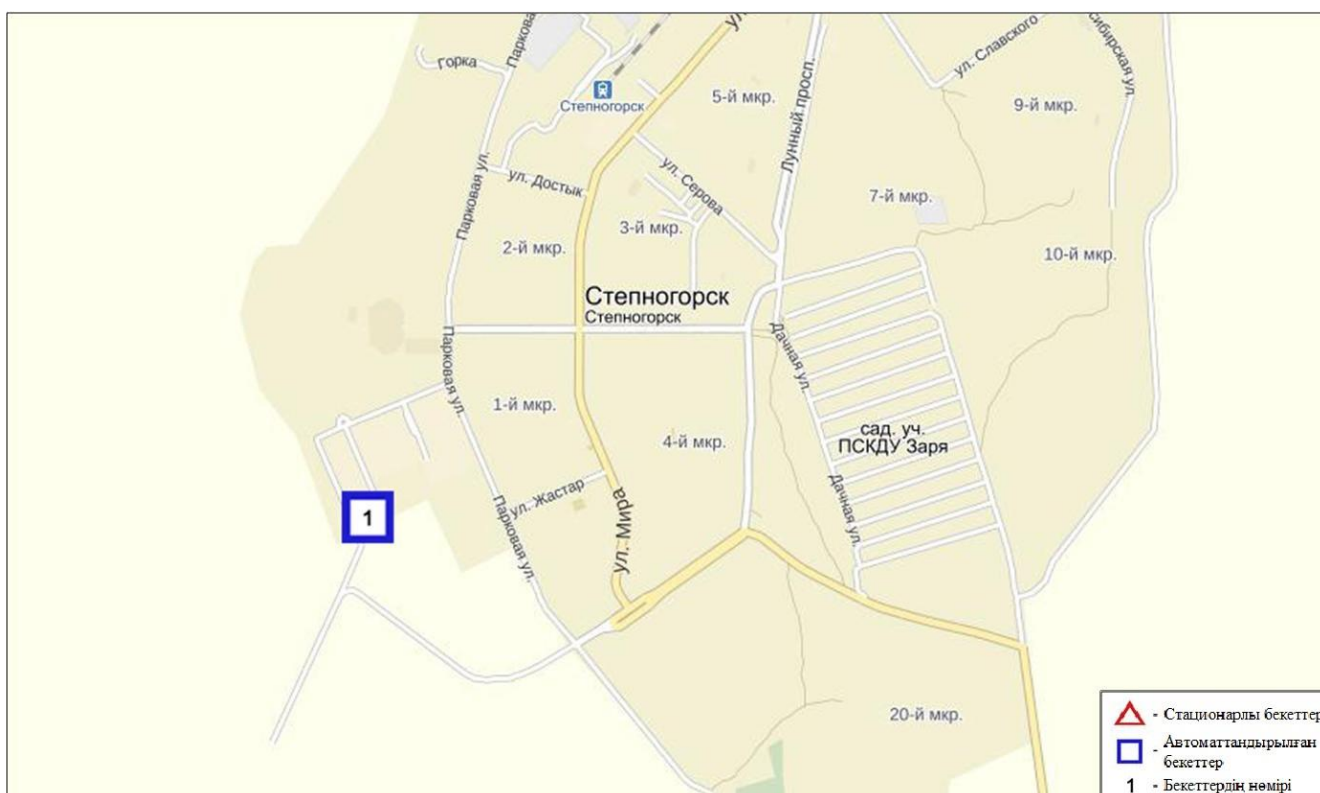 Паркова
ул.
Горка
Степногорск
5-й мкр.
Лунный просп.
ул. Славского
сибирская ул.
9-й мкр.
Парковая ул.
ул. Достык
ул. Серова
7-й мкр.
3-й мкр.
2-й мкр.
10-й мкр.
Степногорск
Степногорск
Парковая ул.
Дачная ул.
1-й мкр.
4-й мкр.
сад. уч.
ПСКДУ Заря
ул. Жастар
Парковая ул.
ул. Мира
Дачная ул.
1
20-й мкр.
- Стационарлы бекеттер
- Автоматтандырылған
бекеттер
1 - Бекеттердің нөмірі